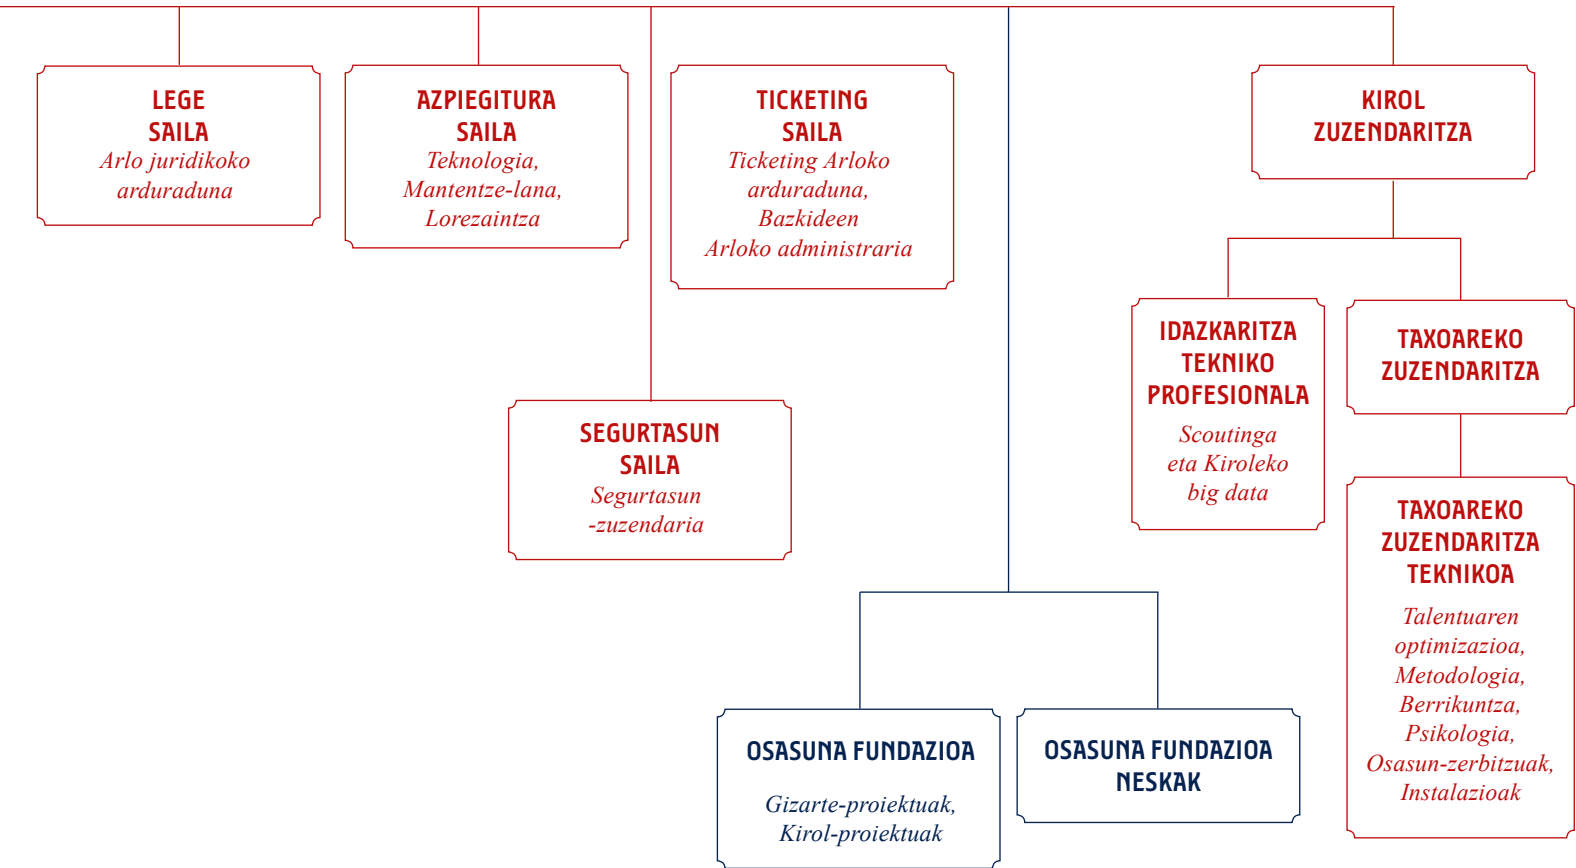 LEGE
SAILA
Arlo juridikoko
arduraduna
AZPIEGITURA
SAILA
Teknologia,
Mantentze-lana,
Lorezaintza
TICKETING
SAILA
Ticketing Arloko
arduraduna,
Bazkideen
Arloko administraria
KIROL
ZUZENDARITZA
IDAZKARITZA
TEKNIKO
PROFESIONALA
Scoutinga
eta Kiroleko
big data
TAXOAREKO
ZUZENDARITZA
SEGURTASUN
SAILA
Segurtasun
-zuzendaria
TAXOAREKO
ZUZENDARITZA
TEKNIKOA
Talentuaren
optimizazioa,
Metodologia,
Berrikuntza,
Psikologia,
Osasun-zerbitzuak,
Instalazioak
OSASUNA FUNDAZIOA
Gizarte-proiektuak,
Kirol-proiektuak
OSASUNA FUNDAZIOA
NESKAK